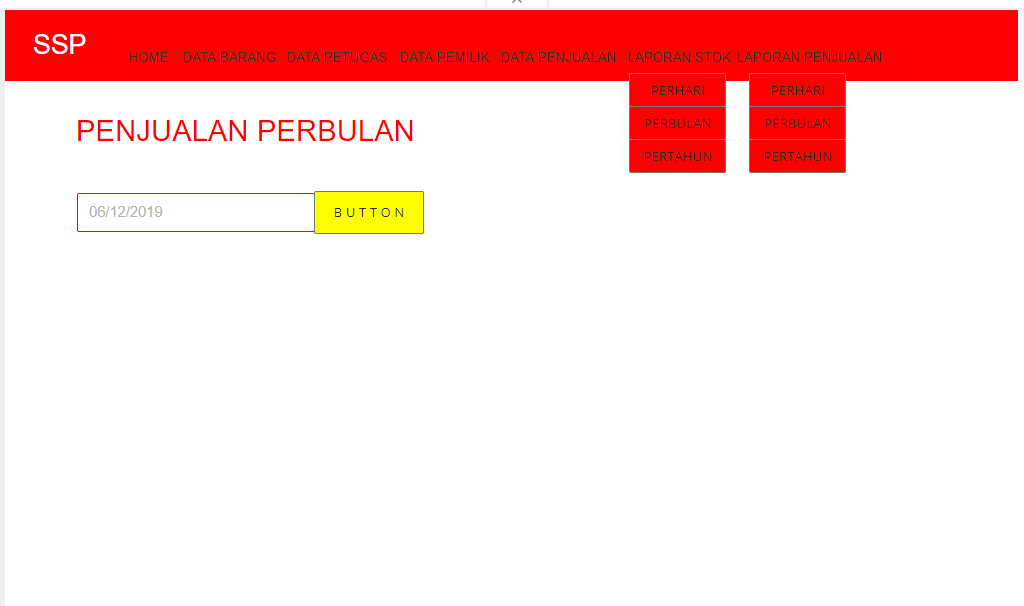 SSP
HOME DATA BARANG DATA PETUGAS DATA PEMILIK DATA PENJUALAN LAPORAN STOK LAPORAN PENJUALAN
PERHARI PERHARI
PERBULAN PERBULAN
PERTAHUN PERTAHUN
PENJUALAN PERBULAN
06/12/2019 BUTTON